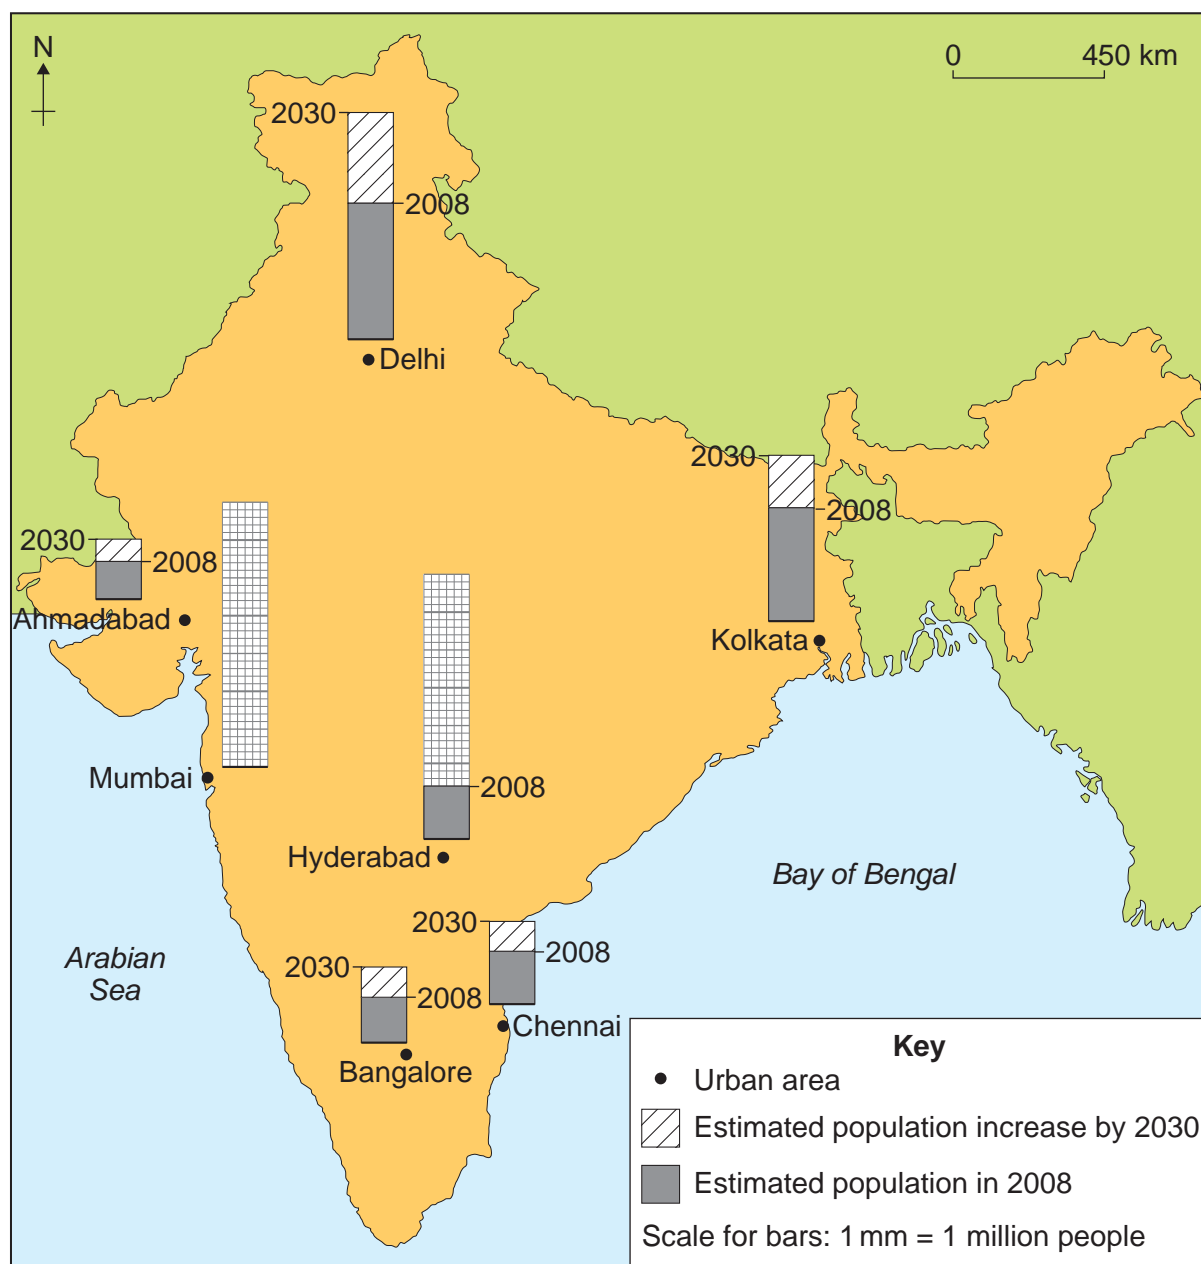 N
0 450 km
2030
2008
Delhi
2030
2008
Kolkata
2030
2008
Ahmadabad
Mumbai
2008
Hyderabad
Bay of Bengal
Arabian
Sea
2030
2008
Chennai
2030
2008
Bangalore
Key
Urban area
Estimated population increase by 2030
Estimated population in 2008
Scale for bars: 1 mm = 1 million people